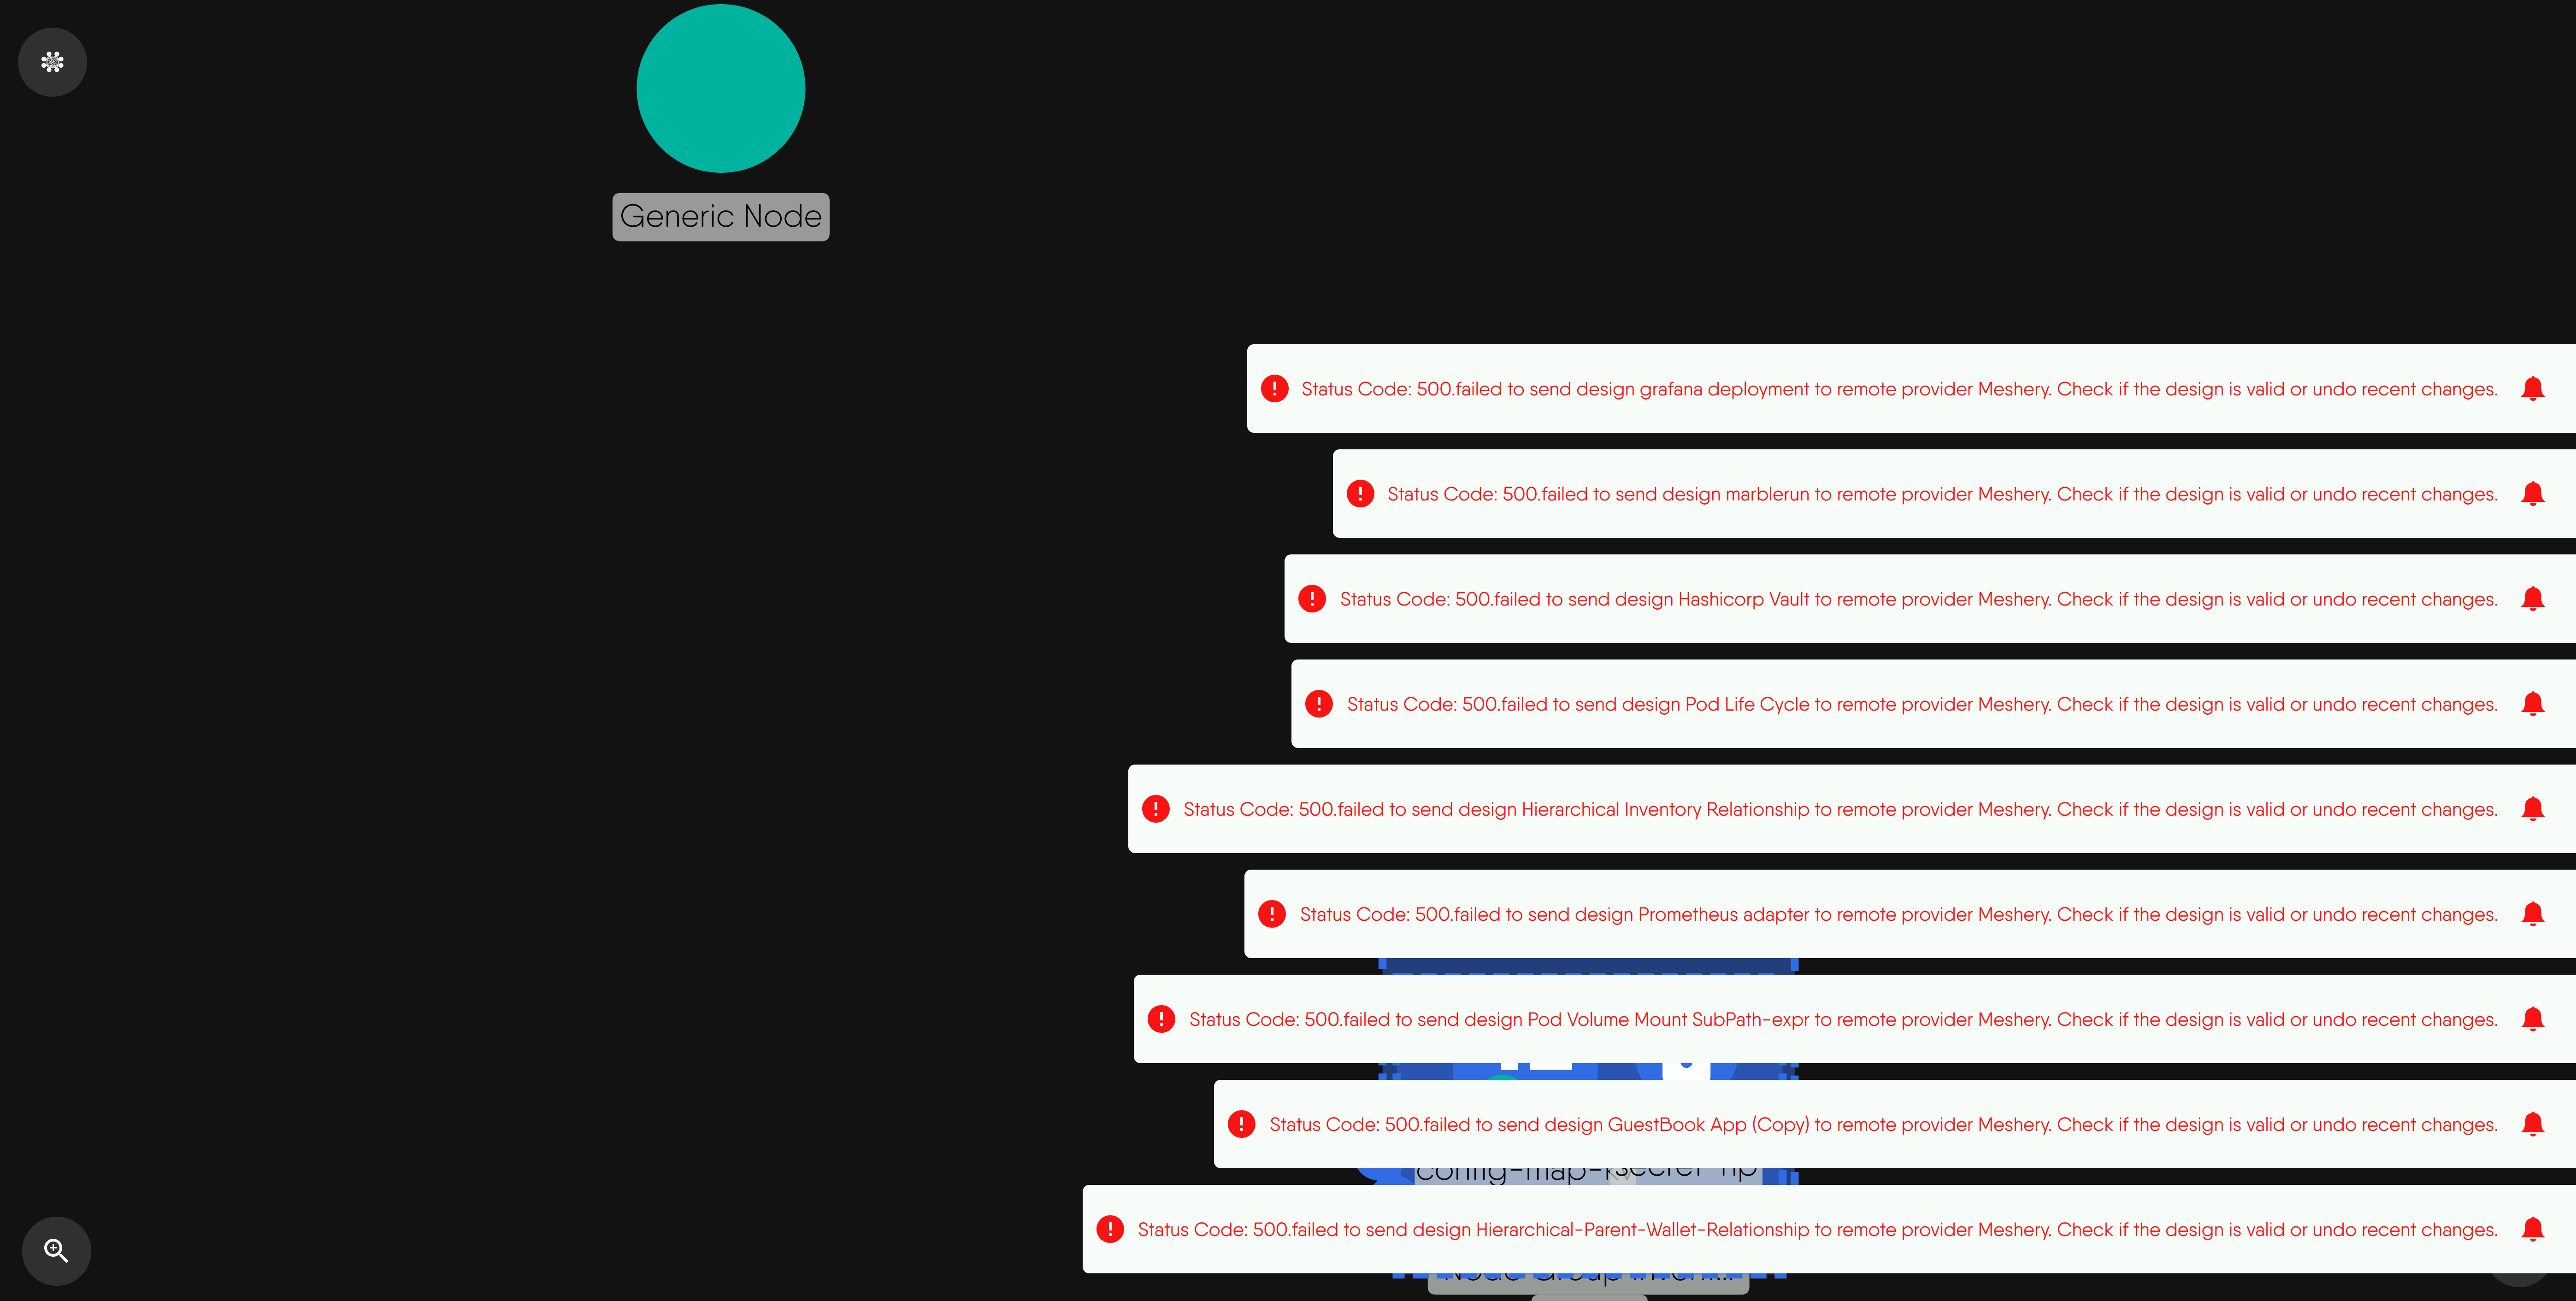 Generic Node
Status Code: 500.failed to send design grafana deployment to remote provider Meshery. Check if the design is valid or undo recent changes.
Status Code: 500.failed to send design marblerun to remote provider Meshery. Check if the design is valid or undo recent changes.
Status Code: 500.failed to send design Hashicorp Vault to remote provider Meshery. Check if the design is valid or undo recent changes.
Status Code: 500.failed to send design Pod Life Cycle to remote provider Meshery. Check if the design is valid or undo recent changes.
Status Code: 500.failed to send design Hierarchical Inventory Relationship to remote provider Meshery. Check if the design is valid or undo recent changes.
Status Code: 500.failed to send design Prometheus adapter to remote provider Meshery. Check if the design is valid or undo recent changes.
Status Code: 500.failed to send design Pod Volume Mount SubPath-expr to remote provider Meshery. Check if the design is valid or undo recent changes.
Status Code: 500.failed to send design GuestBook App (Copy) to remote provider Meshery. Check if the design is valid or undo recent changes.
Status Code: 500.failed to send design Hierarchical-Parent-Wallet-Relationship to remote provider Meshery. Check if the design is valid or undo recent changes.